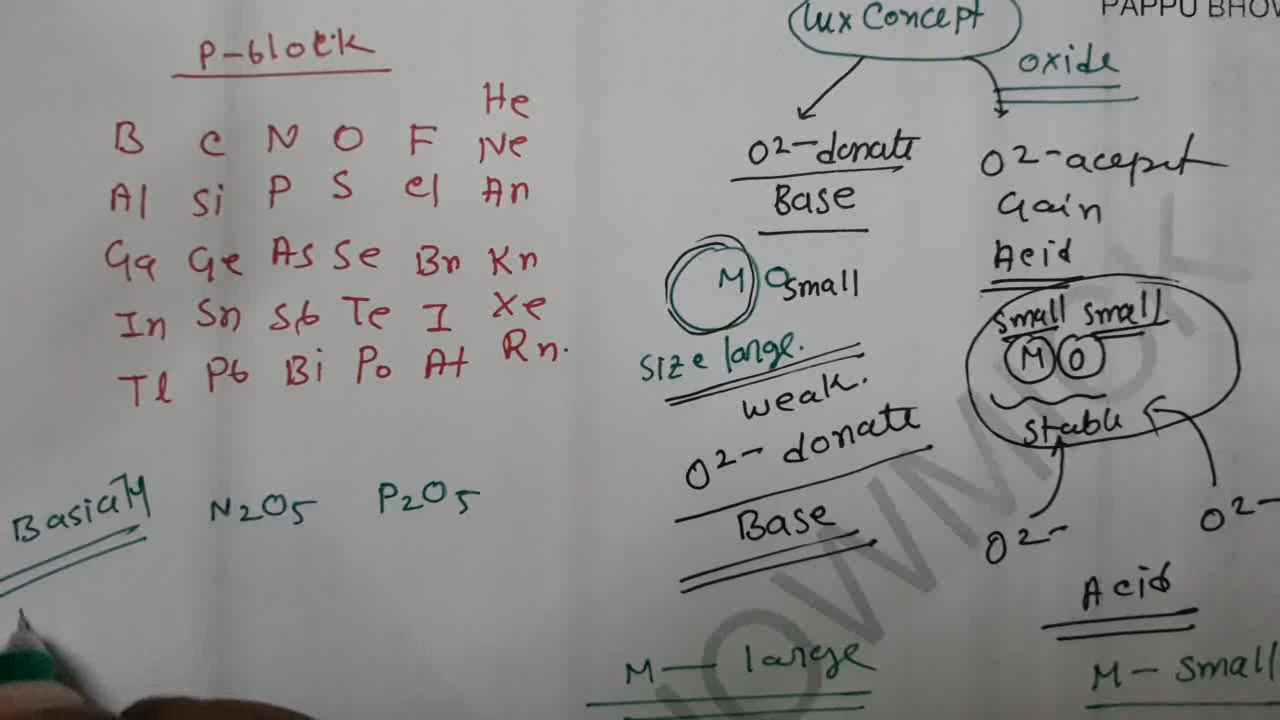 P-block
He
B C N O F Ne
Al Si P S Cl Ar
Ga Ge As Se Br Kr
In Sn Sb Te I Xe
Tl Pb Bi Po At Rn.
N2O5 P2O5
PAPPU BHOW
Lux Concept
Oxide
O2- donate
Base
MO small
size large.
weak.
O2- donate
Base
M — large
O2- aceput
Gain
Acid
small small
M O
Stable
O2- O2-
Acid
M - small